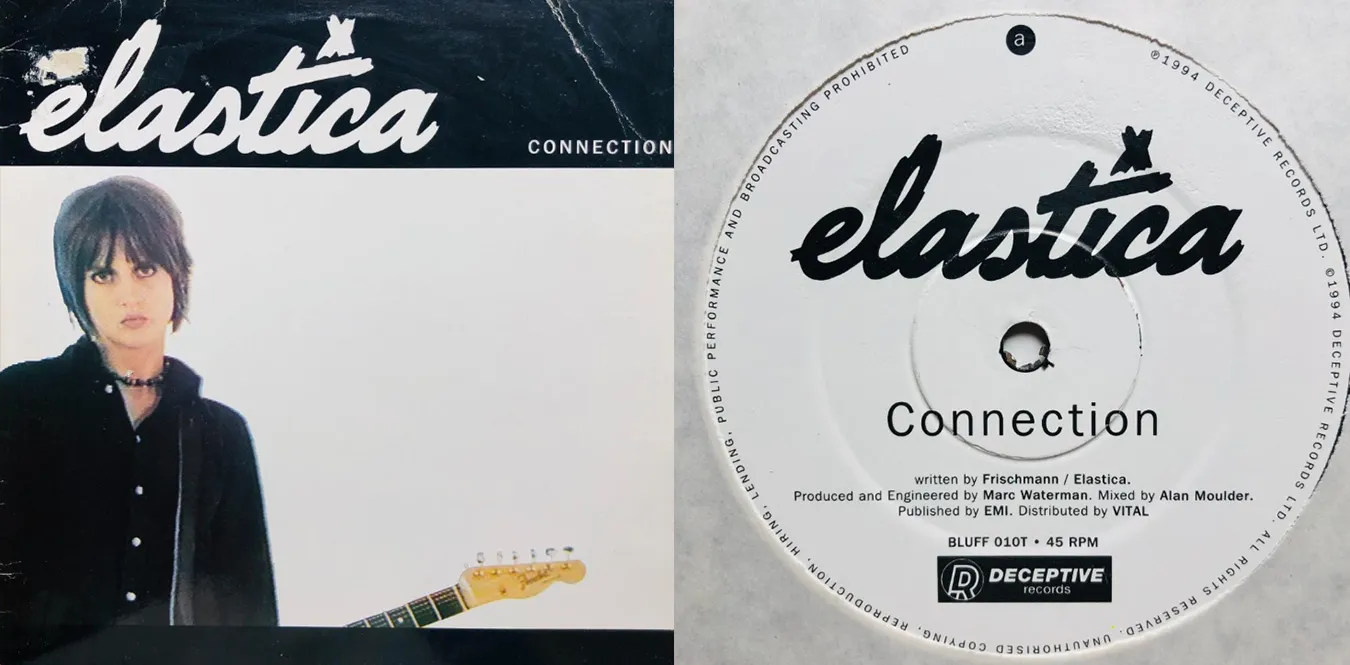 elastica
CONNECTION
Fender
a
REPRODUCTION, HIRING, LENDING, PUBLIC PERFORMANCE AND BROADCASTING PROHIBITED
℗1994 DECEPTIVE RECORDS LTD. ©1994 DECEPTIVE RECORDS LTD. ALL RIGHTS RESERVED. UNAUTHORISED COPYING,
elastica
Connection
written by Frischmann / Elastica.
Produced and Engineered by Marc Waterman. Mixed by Alan Moulder.
Published by EMI. Distributed by VITAL
BLUFF 010T • 45 RPM
DR DECEPTIVE
records